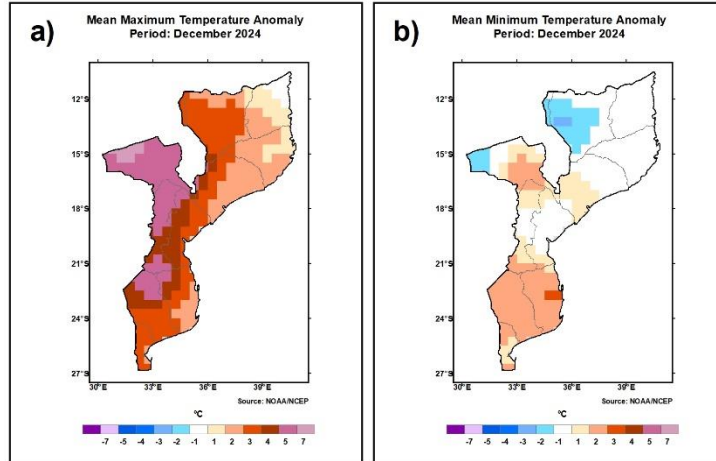 a)
Mean Maximum Temperature Anomaly
Period: December 2024
12°S
15°S
18°S
21°S
24°S
27°S
30°E 33°E 36°E 39°E
Source: NOAA/NCEP
°C
-7 -5 -4 -3 -2 -1 1 2 3 4 5 7
b)
Mean Minimum Temperature Anomaly
Period: December 2024
12°S
15°S
18°S
21°S
24°S
27°S
30°E 33°E 36°E 39°E
Source: NOAA/NCEP
°C
-7 -5 -4 -3 -2 -1 1 2 3 4 5 7